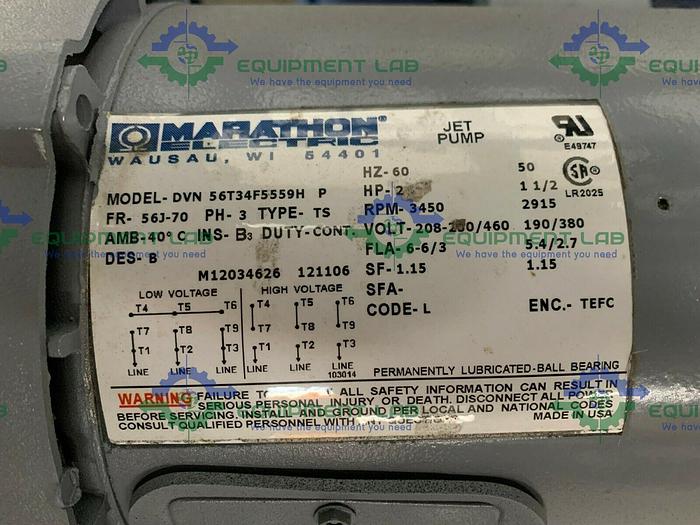 EQUIPMENT LAB
We have the equipment you need
MARATHON
ELECTRIC
WAUSAU, WI 54401
JET
PUMP
E49747
LR2025
MODEL- DVN 56T34F5559H P
FR- 56J-70 PH- 3 TYPE- TS
AMB-40°C INS- B3 DUTY-CONT.
DES- B
M12034626 121106
HZ- 60 50
HP- 2 1 1/2
RPM- 3450 2915
VOLT- 208-230/460 190/380
FLA- 6-6/3 5.4/2.7
SF- 1.15 1.15
SFA-
CODE- L ENC.- TEFC
LOW VOLTAGE HIGH VOLTAGE
T4 T5 T6 T4 T5 T6
T7 T8 T9 T7 T8 T9
T1 T2 T3 T1 T2 T3
LINE LINE LINE LINE LINE LINE
103014
PERMANENTLY LUBRICATED-BALL BEARING
WARNING FAILURE TO ALL SAFETY INFORMATION CAN RESULT IN
SERIOUS PERSONAL INJURY OR DEATH. DISCONNECT ALL POWER
BEFORE SERVICING. INSTALL AND GROUND PER LOCAL AND NATIONAL CODES
CONSULT QUALIFIED PERSONNEL WITH MADE IN USA